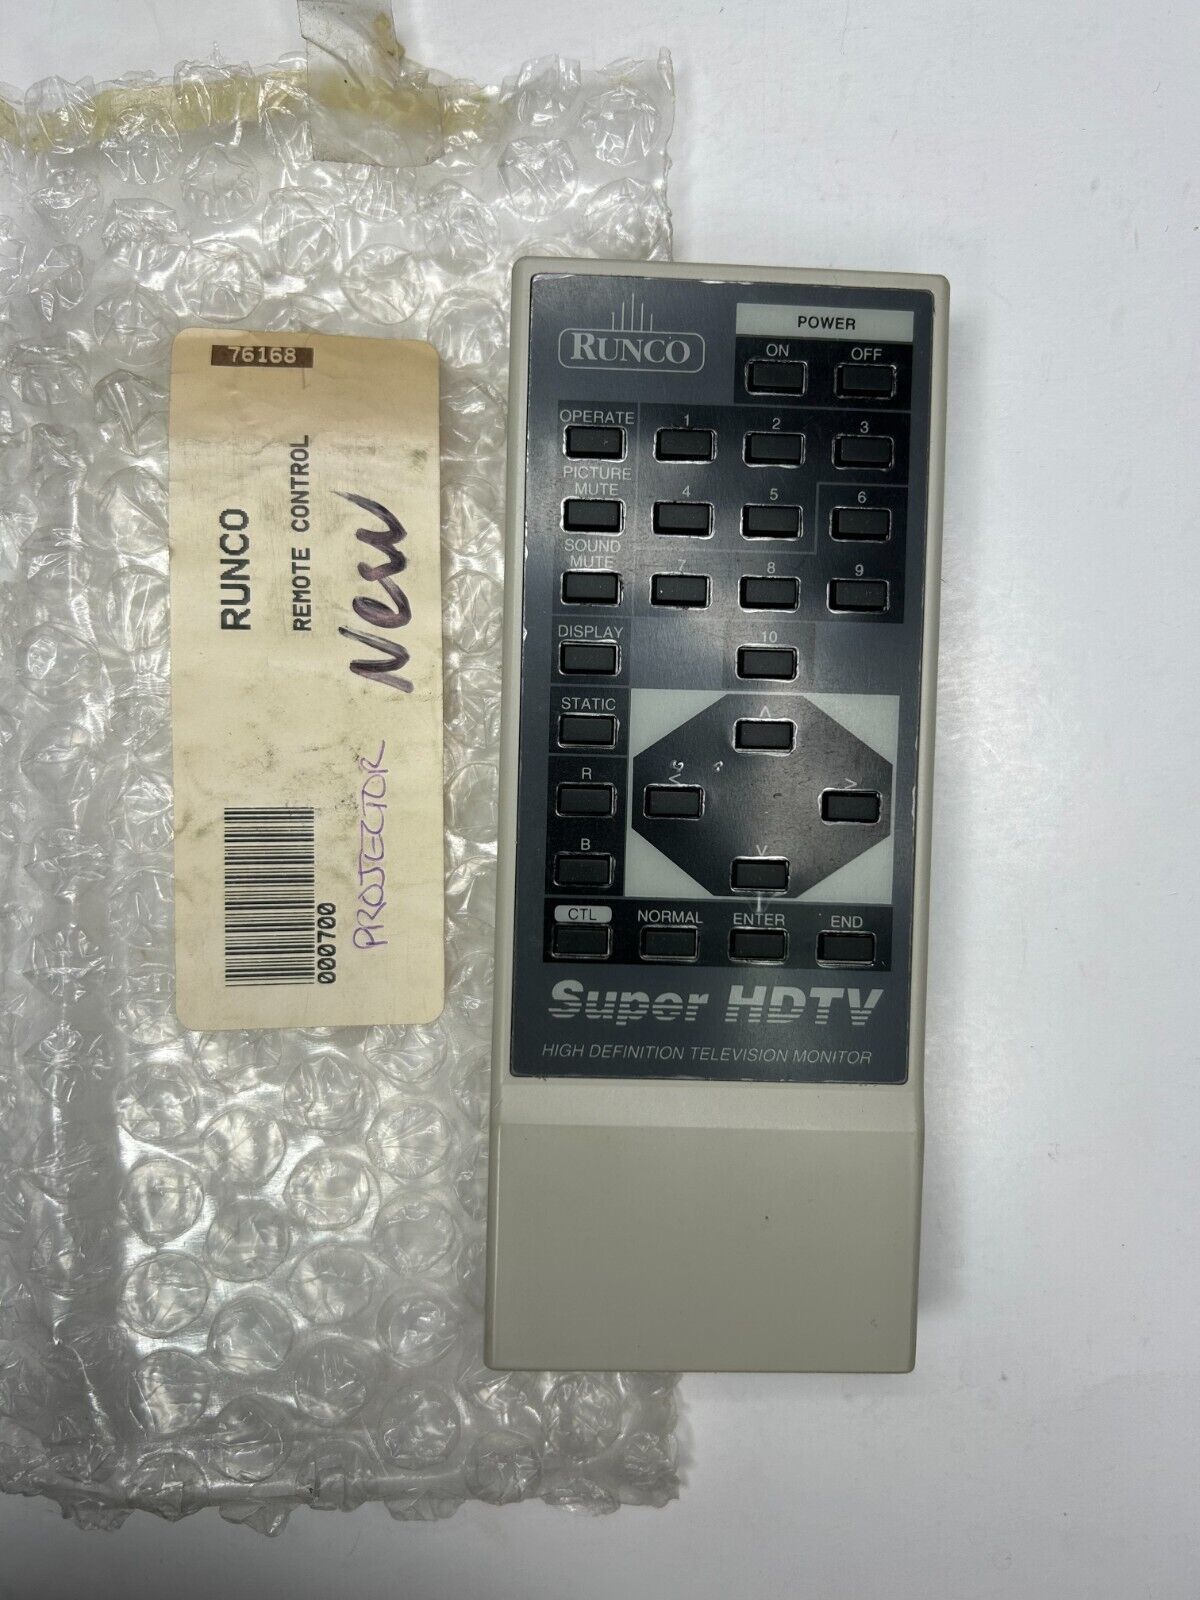 76168
RUNCO
REMOTE CONTROL
New
PROJECTOR
000700
RUNCO
POWER
ON OFF
OPERATE 1 2 3
PICTURE
MUTE 4 5 6
SOUND
MUTE 7 8 9
DISPLAY 10
STATIC ^
R < >
B V
CTL NORMAL ENTER END
Super HDTV
HIGH DEFINITION TELEVISION MONITOR